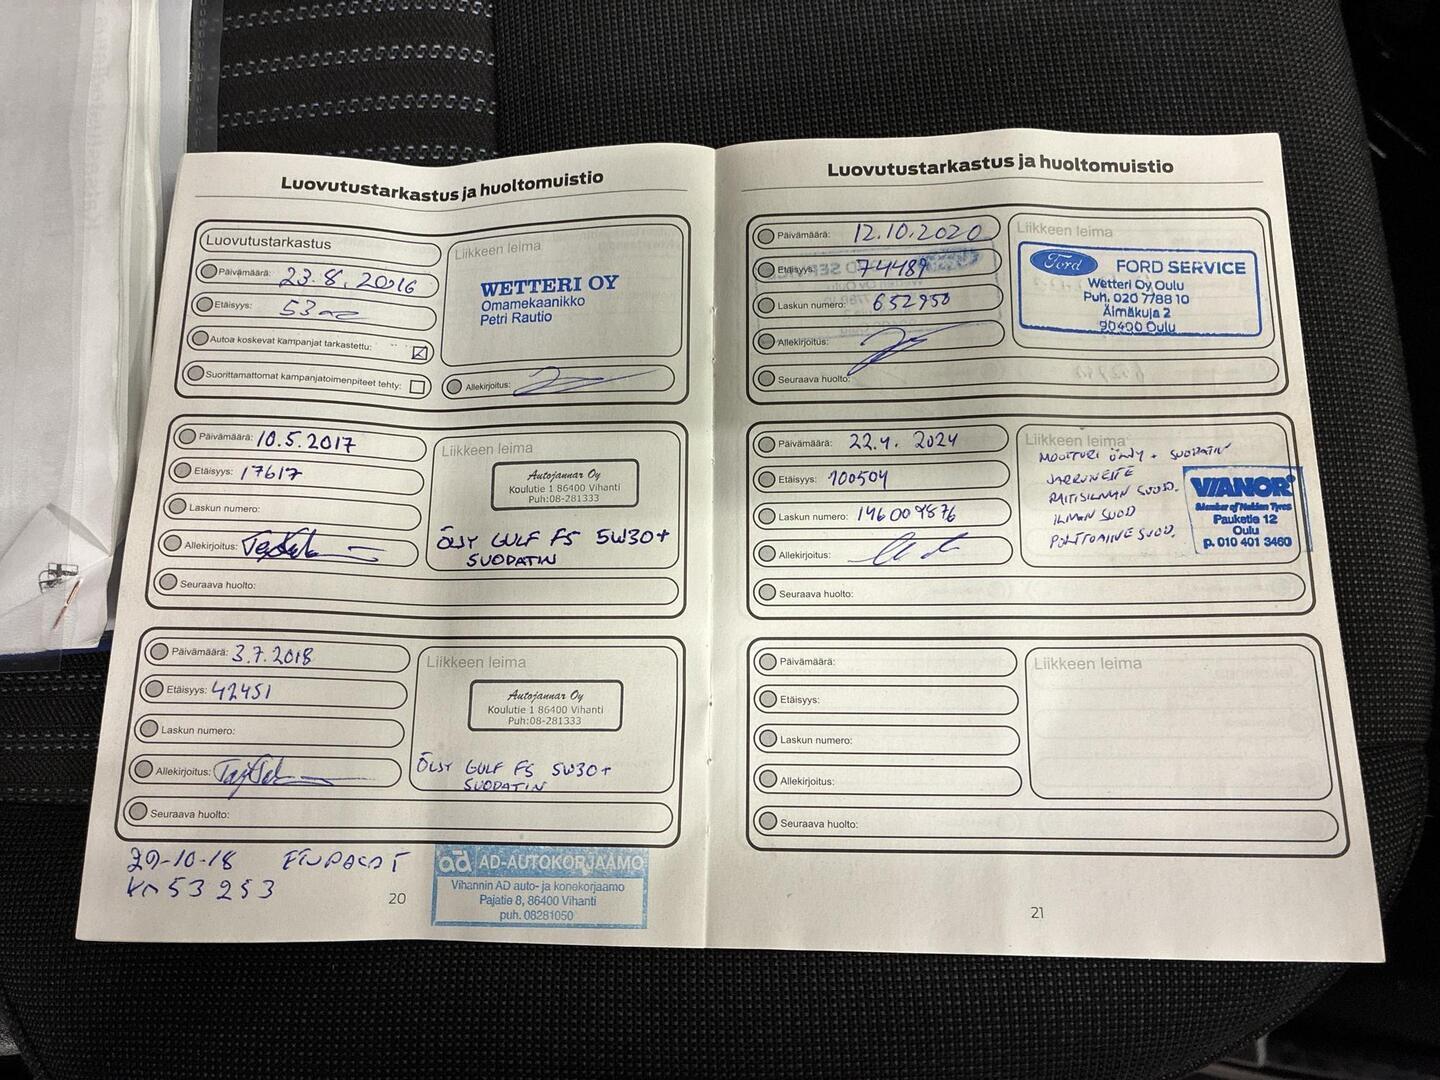 Luovutustarkastus ja huoltomuistio
Luovutustarkastus
Päivämäärä: 23.8.2016
Etäisyys:
Autoa koskevat kampanjat tarkastettu:
Suorittamattomat kampanjatoimenpiteet tehty:
Liikkeen leima
WETTERI OY
Omamekaanikko
Petri Rautio
Allekirjoitus:
Päivämäärä: 10.5.2017
Etäisyys: 17617
Laskun numero:
Allekirjoitus:
Seuraava huolto:
Liikkeen leima
Autojannar Oy
Koulutie 1 86400 Vihanti
Puh:08-281333
ÖLJY GULF FS 5W30+
SUODATIN
Päivämäärä: 3.7.2018
Etäisyys: 42451
Laskun numero:
Allekirjoitus:
Seuraava huolto:
Liikkeen leima
Autojannar Oy
Koulutie 1 86400 Vihanti
Puh:08-281333
ÖLJY GULF FS 5W30+
SUODATIN
29-10-18
km 53 253
ad AD-AUTOKORJAAMO
Vihannin AD auto- ja konekorjaamo
Pajatie 8, 86400 Vihanti
puh. 08281050
20
Luovutustarkastus ja huoltomuistio
Päivämäärä: 12.10.2020
Etäisyys: 74489
Laskun numero: 652950
Allekirjoitus:
Seuraava huolto:
Liikkeen leima
Ford FORD SERVICE
Wetteri Oy Oulu
Puh. 020 7788 10
Äimäkuja 2
90400 Oulu
Päivämäärä: 22.4. 2024
Etäisyys: 100504
Laskun numero: 146009876
Allekirjoitus:
Seuraava huolto:
Liikkeen leima
MOOTTORI ÖLJY + SUODATIN
JARRUNESTE
RAITISILMAN SUOD.
ILMAN SUOD
POLTTOAINE SUOD.
VIANOR
Member of Nokian Tyres
Pauketie 12
Oulu
p. 010 401 3460
Päivämäärä:
Etäisyys:
Laskun numero:
Allekirjoitus:
Seuraava huolto:
Liikkeen leima
21